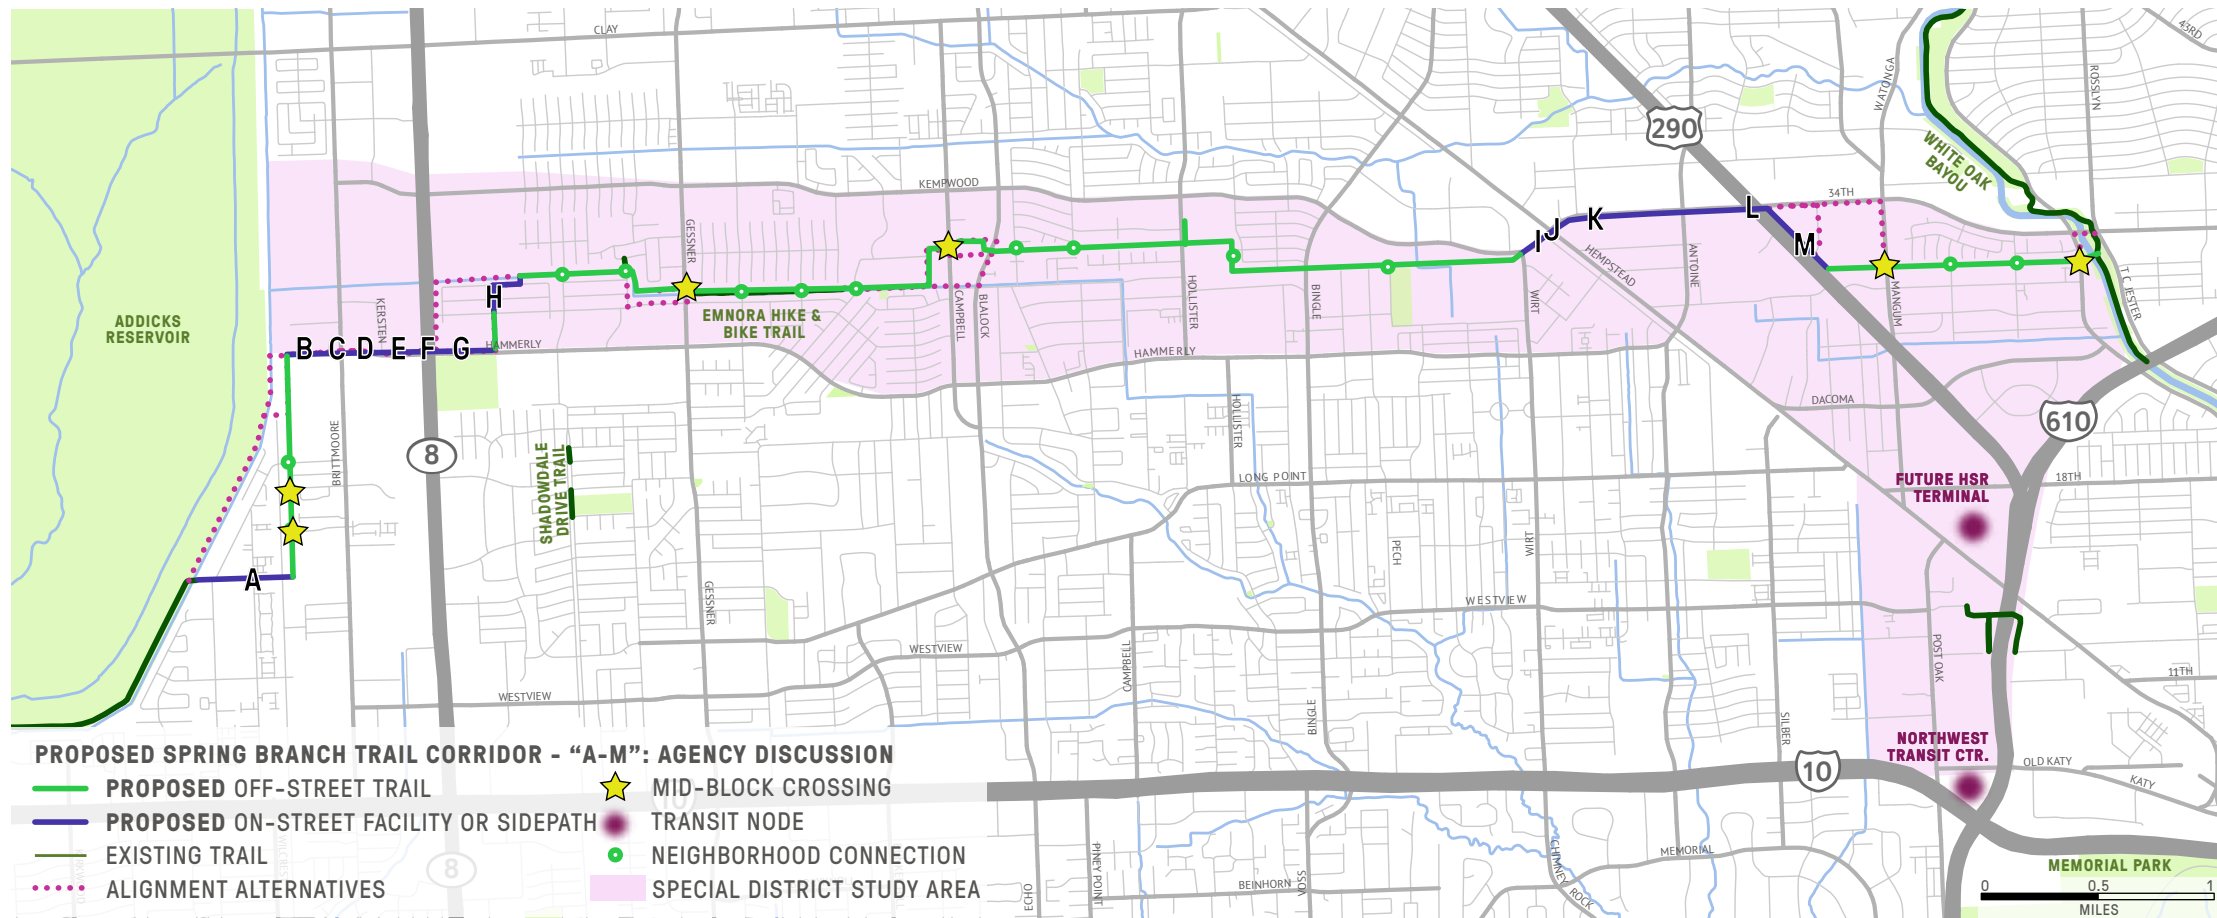 CLAY
43RD
ROSSLYN
WATONGA
290
WHITE OAK
BAYOU
KEMPWOOD
34TH
GESSNER
L
K
J
I
M
HEMPSTEAD
ANTOINE
T C JESTER
MANGUM
WIRT
BINGLE
HOLLISTER
BLALOCK
CAMPBELL
H
KERSTEN
ADDICKS
RESERVOIR
EMNORA HIKE &
BIKE TRAIL
B C D E F G
HAMMERLY
HAMMERLY
DACOMA
610
HOLLISTER
BRITTMOORE
8
SHADOWDALE
DRIVE TRAIL
LONG POINT
18TH
FUTURE HSR
TERMINAL
PECH
WIRT
A
GESSNER
WESTVIEW
CAMPBELL
WESTVIEW
WESTVIEW
POST OAK
11TH
BINGLE
SILBER
NORTHWEST
TRANSIT CTR.
OLD KATY
KATY
10
PROPOSED SPRING BRANCH TRAIL CORRIDOR - “A-M”: AGENCY DISCUSSION
PROPOSED OFF-STREET TRAIL
MID-BLOCK CROSSING
10
PROPOSED ON-STREET FACILITY OR SIDEPATH
TRANSIT NODE
EXISTING TRAIL
NEIGHBORHOOD CONNECTION
8
ALIGNMENT ALTERNATIVES
SPECIAL DISTRICT STUDY AREA
ECHO
PINEY POINT
BEINHORN
VOSS
CHIMNEY ROCK
MEMORIAL
MEMORIAL PARK
0 0.5 1
MILES